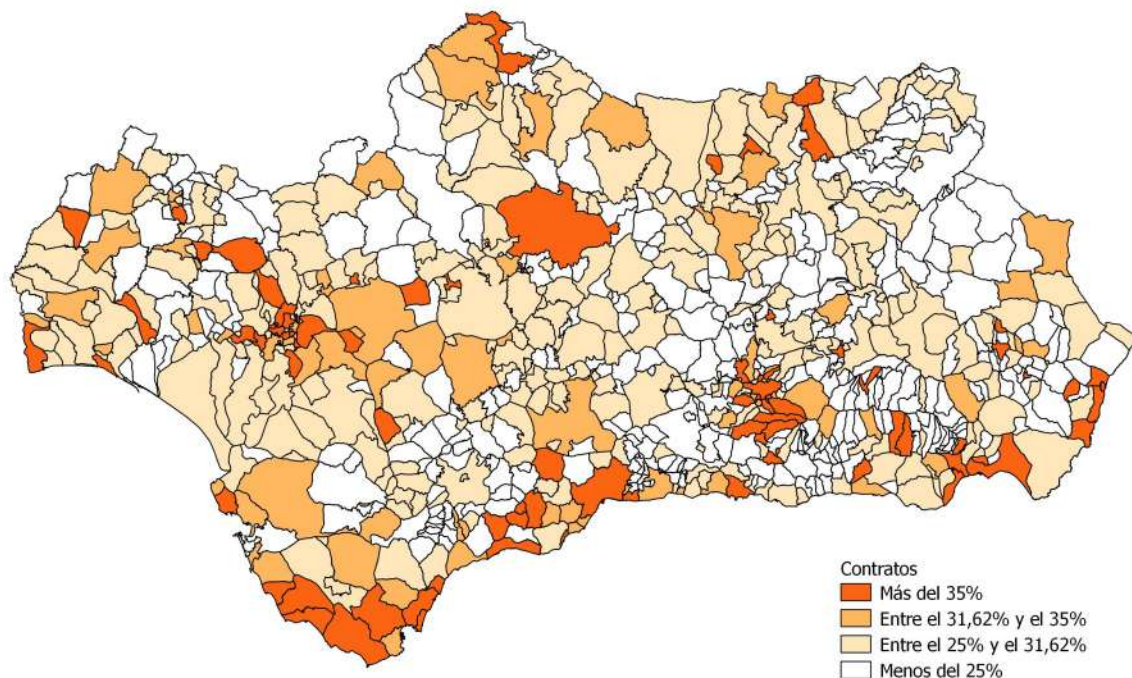 Contratos
Más del 35%
Entre el 31,62% y el 35%
Entre el 25% y el 31,62%
Menos del 25%